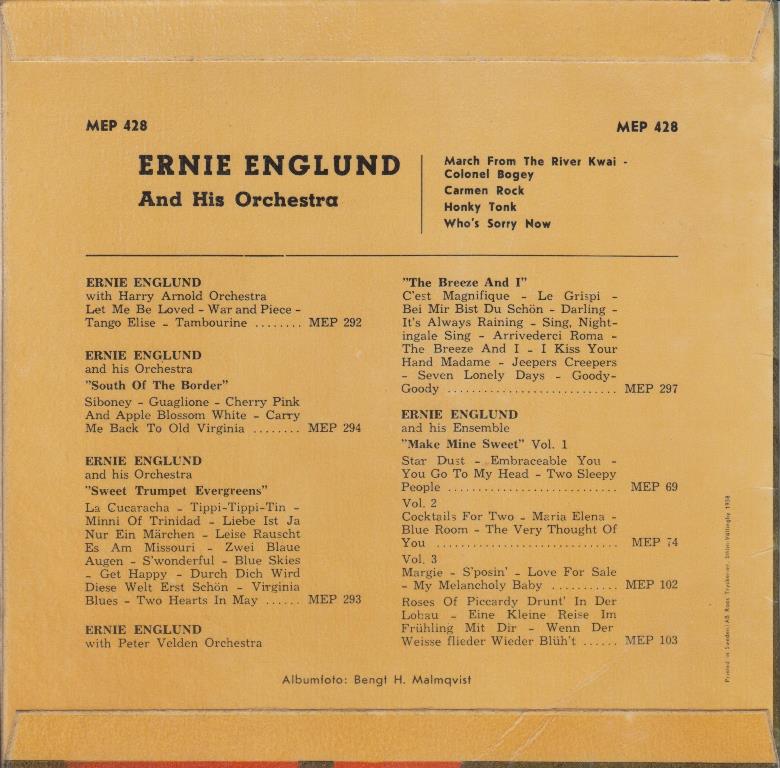 MEP 428
MEP 428
ERNIE ENGLUND
And His Orchestra
March From The River Kwai -
Colonel Bogey
Carmen Rock
Honky Tonk
Who's Sorry Now
ERNIE ENGLUND
with Harry Arnold Orchestra
Let Me Be Loved - War and Piece -
Tango Elise - Tambourine ........ MEP 292
ERNIE ENGLUND
and his Orchestra
"South Of The Border"
Siboney - Guaglione - Cherry Pink
And Apple Blossom White - Carry
Me Back To Old Virginia ........ MEP 294
ERNIE ENGLUND
and his Orchestra
"Sweet Trumpet Evergreens"
La Cucaracha - Tippi-Tippi-Tin -
Minni Of Trinidad - Liebe Ist Ja
Nur Ein Märchen - Leise Rauscht
Es Am Missouri - Zwei Blaue
Augen - S'wonderful - Blue Skies
- Get Happy - Durch Dich Wird
Diese Welt Erst Schön - Virginia
Blues - Two Hearts In May ...... MEP 293
ERNIE ENGLUND
with Peter Velden Orchestra
"The Breeze And I"
C'est Magnifique - Le Grispi -
Bei Mir Bist Du Schön - Darling -
It's Always Raining - Sing, Night-
ingale Sing - Arrivederci Roma -
The Breeze And I - I Kiss Your
Hand Madame - Jeepers Creepers
- Seven Lonely Days - Goody-
Goody ............................ MEP 297
ERNIE ENGLUND
and his Ensemble
"Make Mine Sweet" Vol. 1
Star Dust - Embraceable You -
You Go To My Head - Two Sleepy
People ............................ MEP 69
Vol. 2
Cocktails For Two - Maria Elena -
Blue Room - The Very Thought Of
You .............................. MEP 74
Vol. 3
Margie - S'posin' - Love For Sale
- My Melancholy Baby ........... MEP 102
Roses Of Piccardy Drunt' In Der
Lobau - Eine Kleine Reise Im
Frühling Mit Dir - Wenn Der
Weisse flieder Wieder Blüh't ...... MEP 103
Albumfoto: Bengt H. Malmqvist
Printed in Sweden/AB Roos Tryckerier, Sthlm-Vällingby 1958